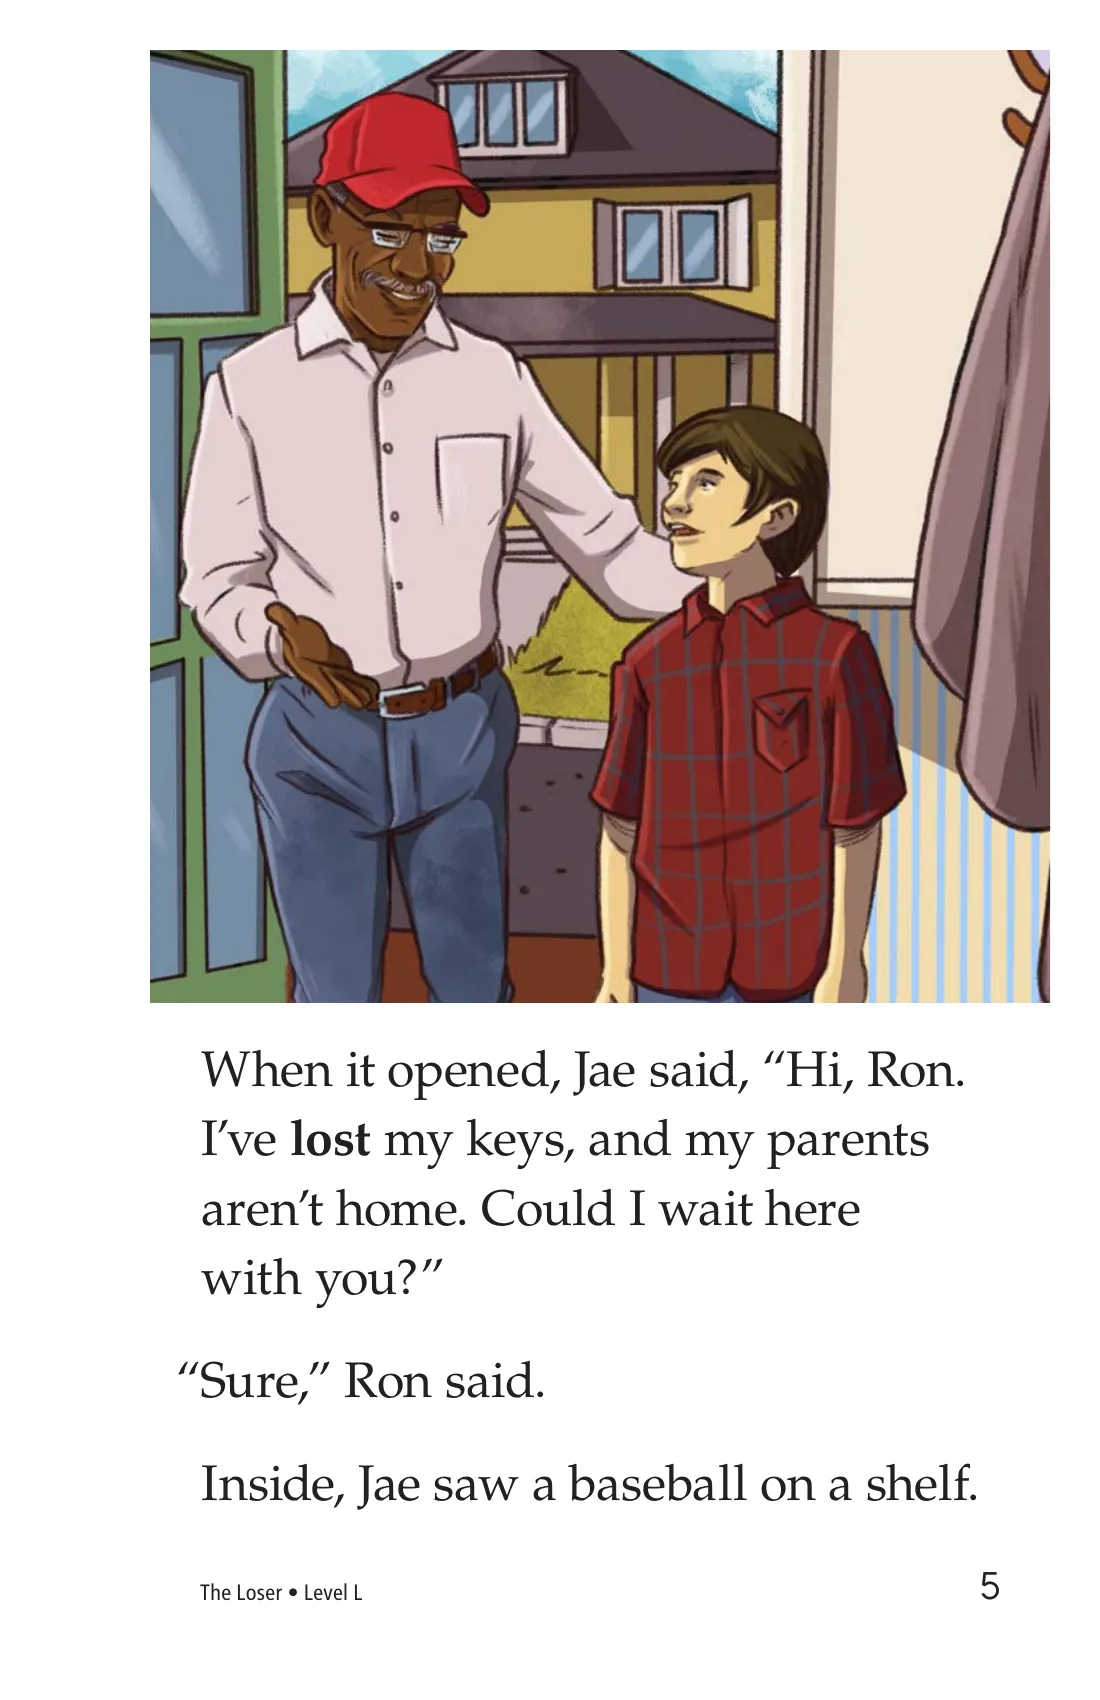 When it opened, Jae said, “Hi, Ron.
I’ve lost my keys, and my parents
aren’t home. Could I wait here
with you?”
“Sure,” Ron said.
Inside, Jae saw a baseball on a shelf.
The Loser • Level L 5